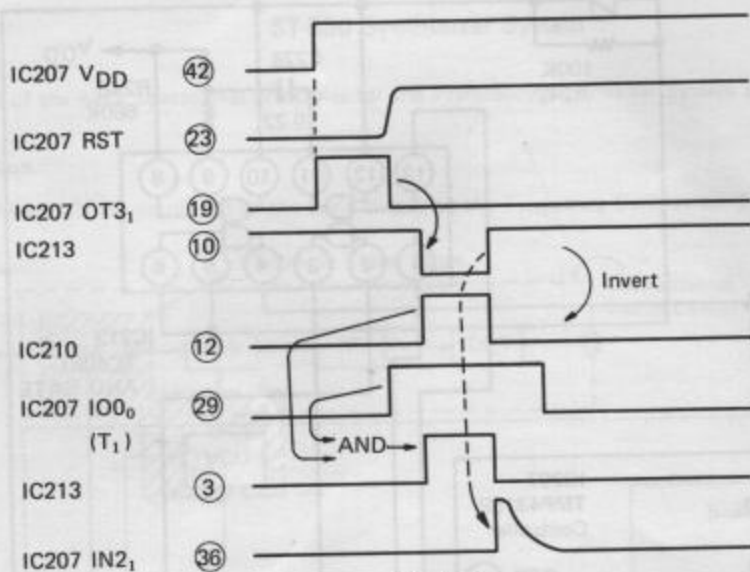 IC207 VDD 42
IC207 RST 23
IC207 OT3₁ 19
IC213 10
Invert
IC210 12
IC207 IO0₀ 29
(T₁)
AND
IC213 3
IC207 IN2₁ 36